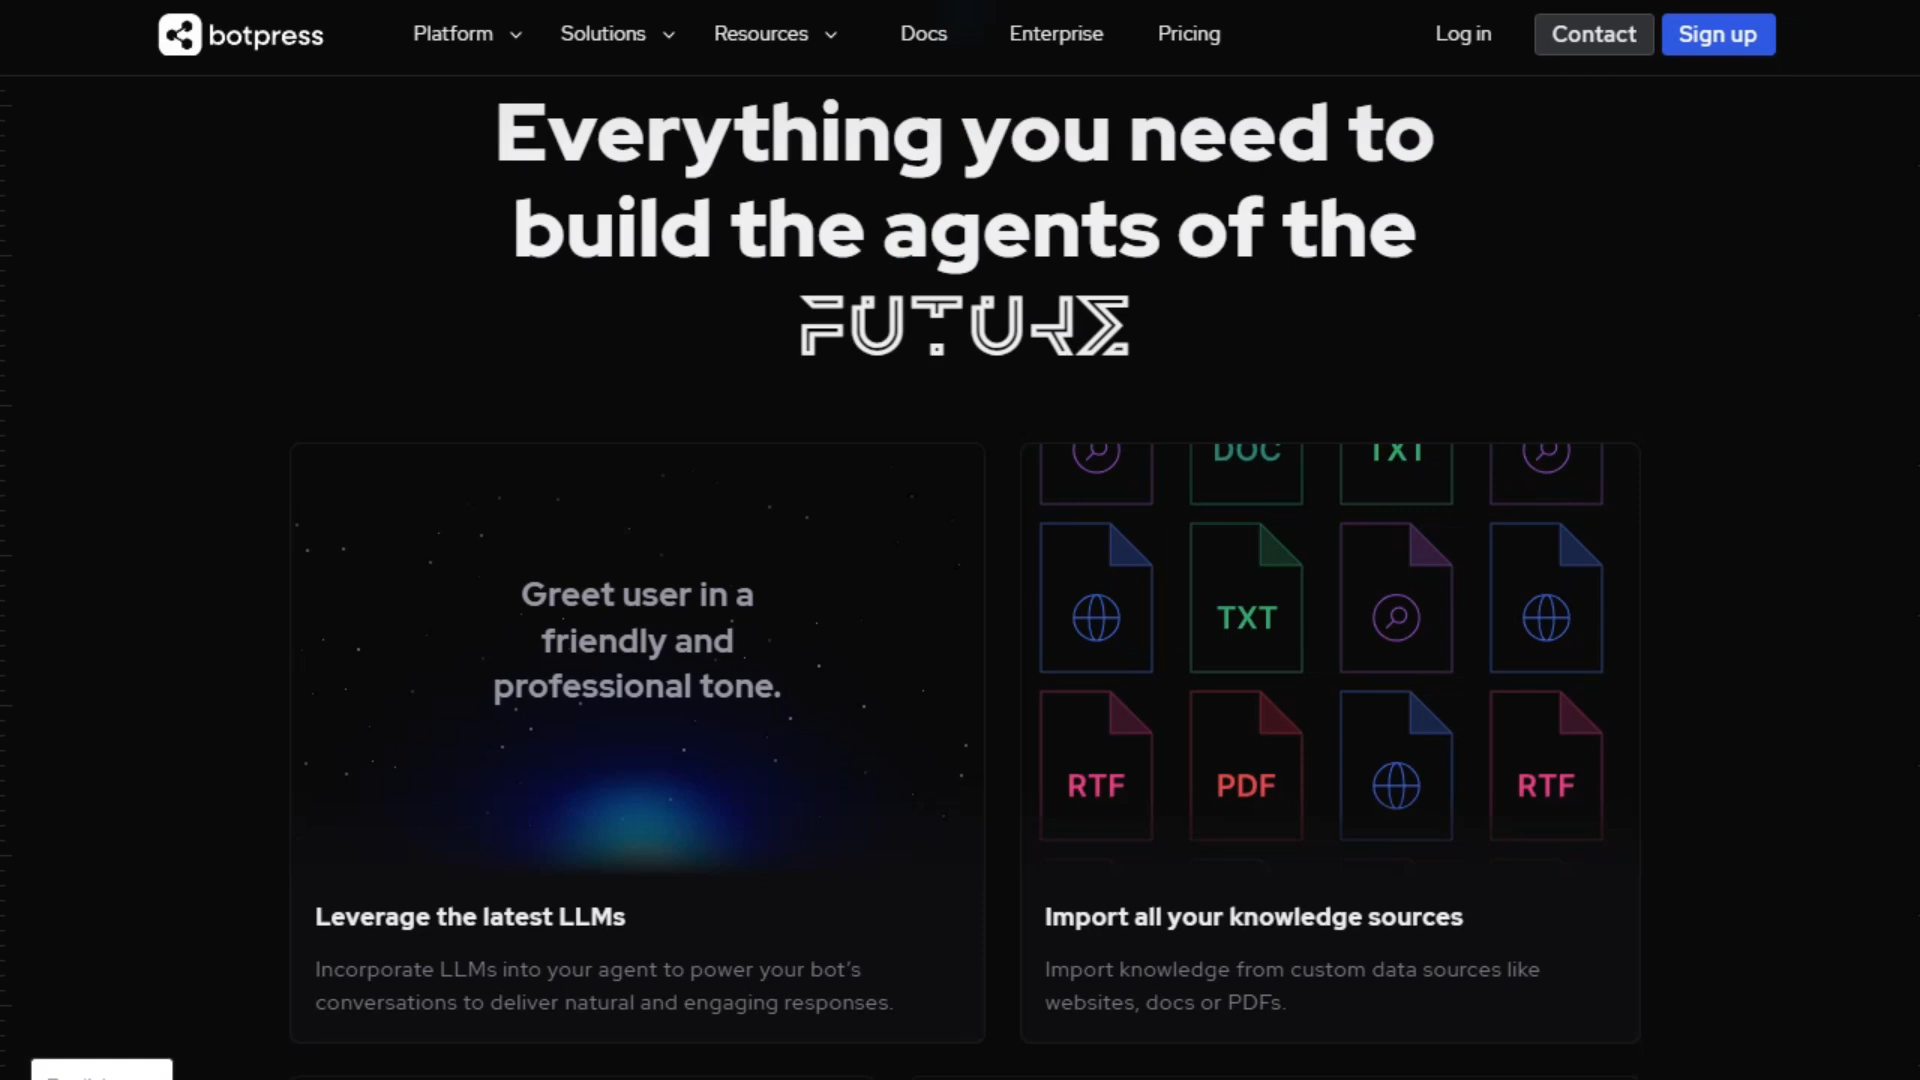 botpress
Platform
Solutions
Resources
Docs
Enterprise
Pricing
Log in
Contact
Sign up
Everything you need to
build the agents of the
FUTURE
Greet user in a
friendly and
professional tone.
DOC
TXT
TXT
RTF
PDF
RTF
Leverage the latest LLMs
Incorporate LLMs into your agent to power your bot's
conversations to deliver natural and engaging responses.
Import all your knowledge sources
Import knowledge from custom data sources like
websites, docs or PDFs.